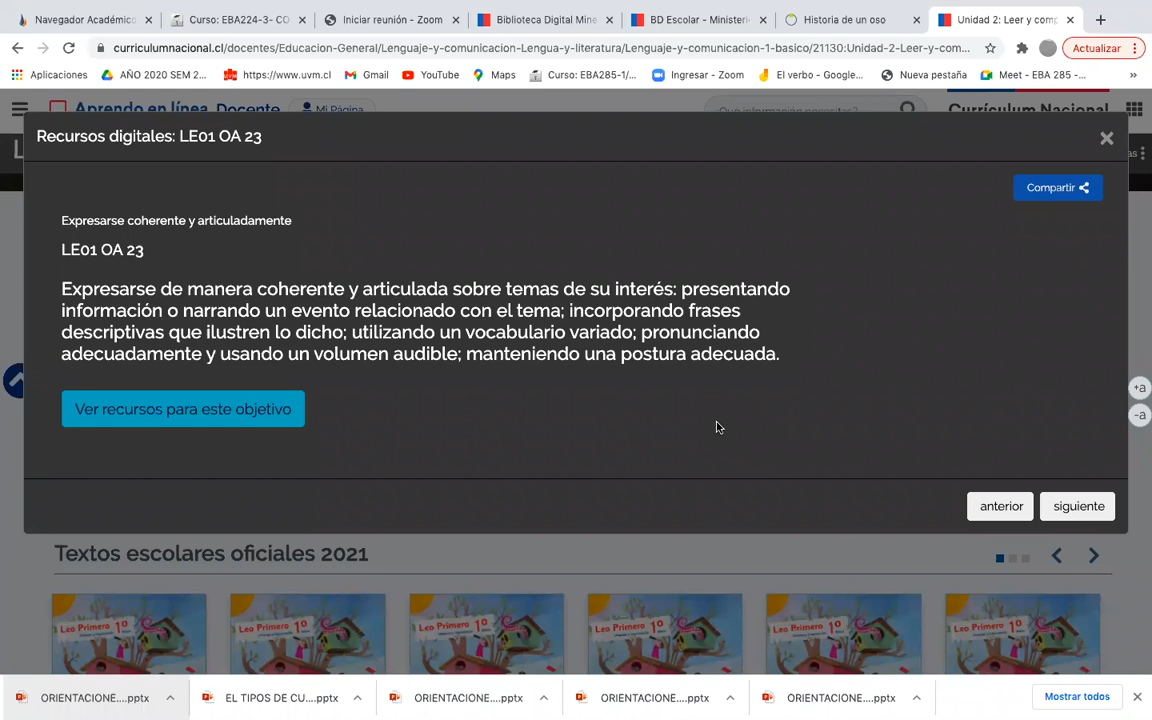 Navegador Académico
Curso: EBA224-3- CO
Iniciar reunión - Zoom
Biblioteca Digital Mine
BD Escolar - Ministeri
Historia de un oso
Unidad 2: Leer y comp
curriculumnacional.cl/docentes/Educacion-General/Lenguaje-y-comunicacion-Lengua-y-literatura/Lenguaje-y-comunicacion-1-basico/21130:Unidad-2-Leer-y-com...
Actualizar
Aplicaciones
AÑO 2020 SEM 2...
https://www.uvm.cl
Gmail
YouTube
Maps
Curso: EBA285-1/...
Ingresar - Zoom
El verbo - Google...
Nueva pestaña
Meet - EBA 285 -...
»
Aprendo en línea Docente
Mi Página
¿Qué información necesitas?
Currículum Nacional
Recursos digitales: LE01 OA 23
Compartir
Expresarse coherente y articuladamente
LE01 OA 23
Expresarse de manera coherente y articulada sobre temas de su interés: presentando
información o narrando un evento relacionado con el tema; incorporando frases
descriptivas que ilustren lo dicho; utilizando un vocabulario variado; pronunciando
adecuadamente y usando un volumen audible; manteniendo una postura adecuada.
+a
-a
Ver recursos para este objetivo
anterior
siguiente
Textos escolares oficiales 2021
Leo Primero 1º
Leo Primero 1º
Leo Primero 1º
Leo Primero 1º
Leo Primero 1º
Leo Primero 1º
ORIENTACIONE....pptx
EL TIPOS DE CU....pptx
ORIENTACIONE....pptx
ORIENTACIONE....pptx
ORIENTACIONE....pptx
Mostrar todos